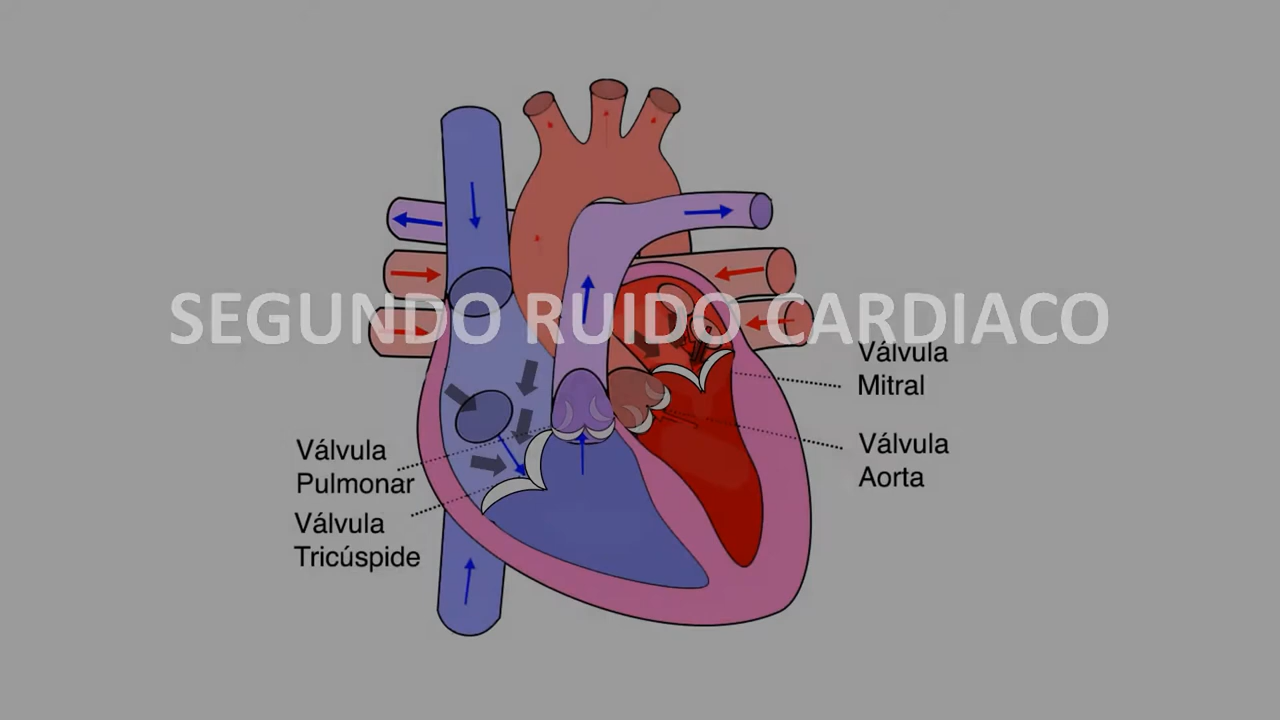 SEGUNDO RUIDO CARDIACO
Válvula
Mitral
Válvula
Aorta
Válvula
Pulmonar
Válvula
Tricúspide